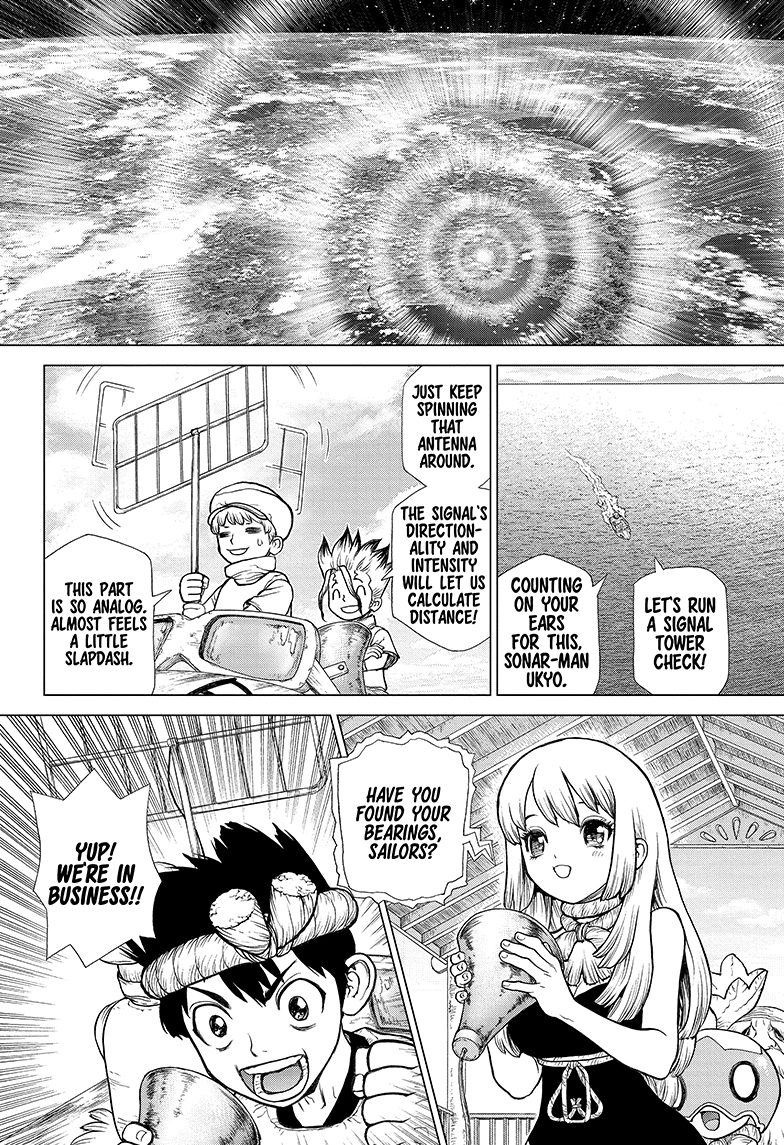 LET'S RUN
A SIGNAL
TOWER
CHECK!
COUNTING
ON YOUR
EARS
FOR THIS,
SONAR-MAN
UKYO.
JUST KEEP
SPINNING
THAT
ANTENNA
AROUND.
THE SIGNAL'S
DIRECTION-
ALITY AND
INTENSITY
WILL LET US
CALCULATE
DISTANCE!
THIS PART
IS SO ANALOG.
ALMOST FEELS
A LITTLE
SLAPDASH.
HAVE YOU
FOUND YOUR
BEARINGS,
SAILORS?
YUP!
WE'RE IN
BUSINESS!!